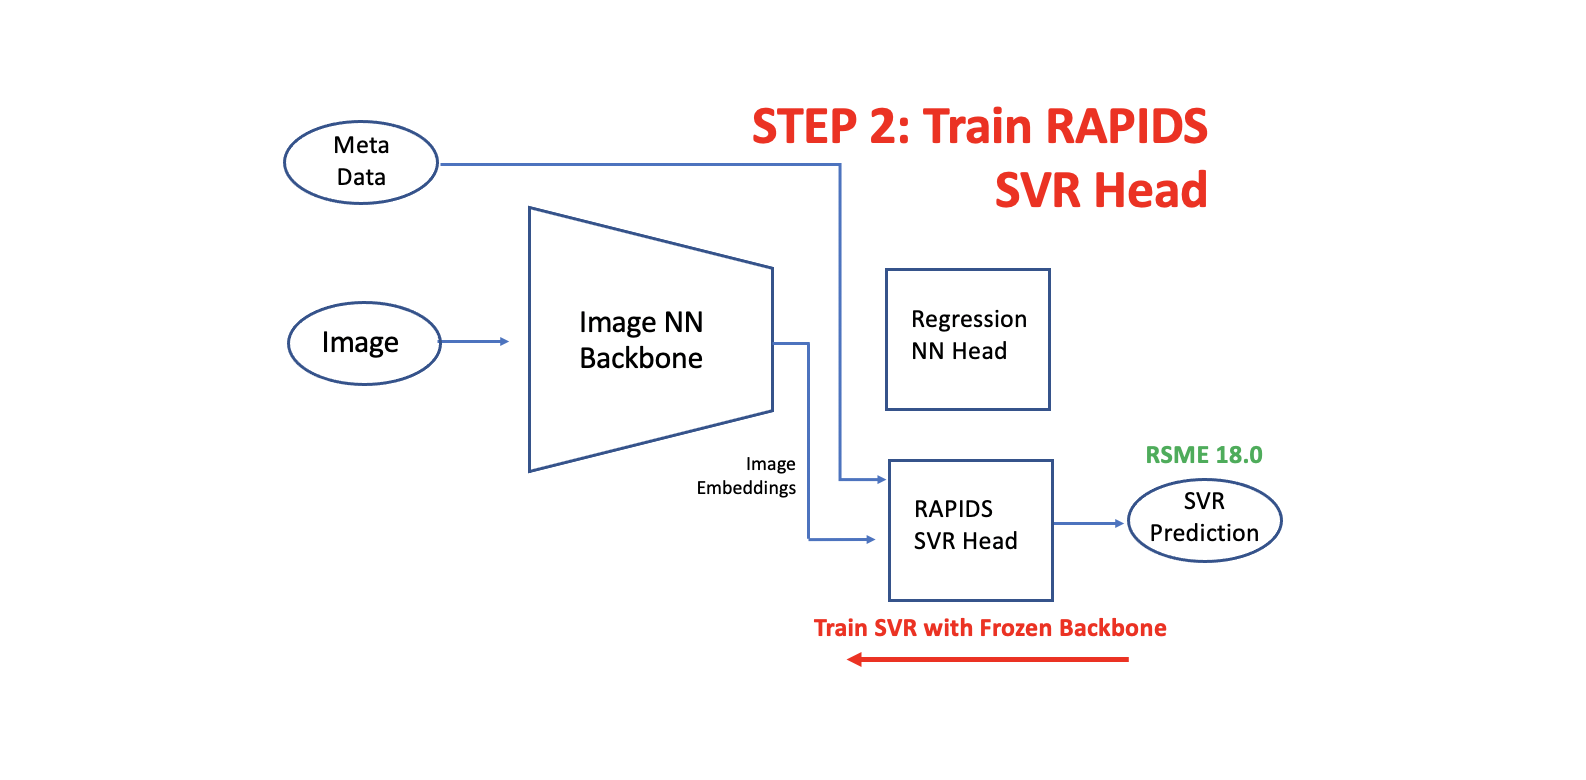 STEP 2: Train RAPIDS
SVR Head
Meta
Data
Image
Image NN
Backbone
Regression
NN Head
Image
Embeddings
RAPIDS
SVR Head
RSME 18.0
SVR
Prediction
Train SVR with Frozen Backbone